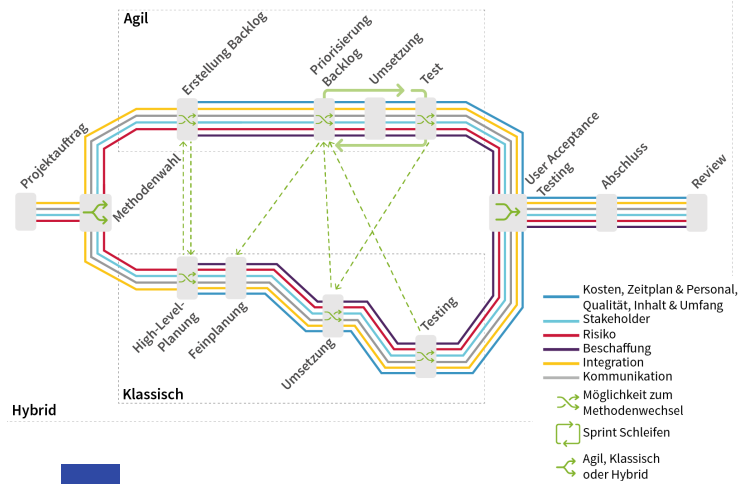 Agil
Erstellung Backlog
Priorisierung
Backlog
Umsetzung
Test
Projektauftrag
Methodenwahl
User Acceptance
Testing
Abschluss
Review
High-Level
Planung
Feinplanung
Umsetzung
Testing
Klassisch
Hybrid
Kosten, Zeitplan & Personal,
Qualität, Inhalt & Umfang
Stakeholder
Risiko
Beschaffung
Integration
Kommunikation
Möglichkeit zum
Methodenwechsel
Sprint Schleifen
Agil, Klassisch
oder Hybrid